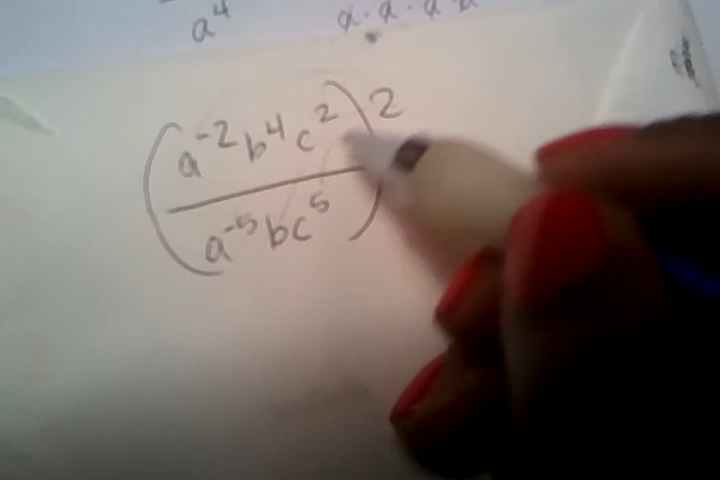 a⁴
a · a · a · a
(a⁻²b⁴c²)²
a⁻⁵bc⁵